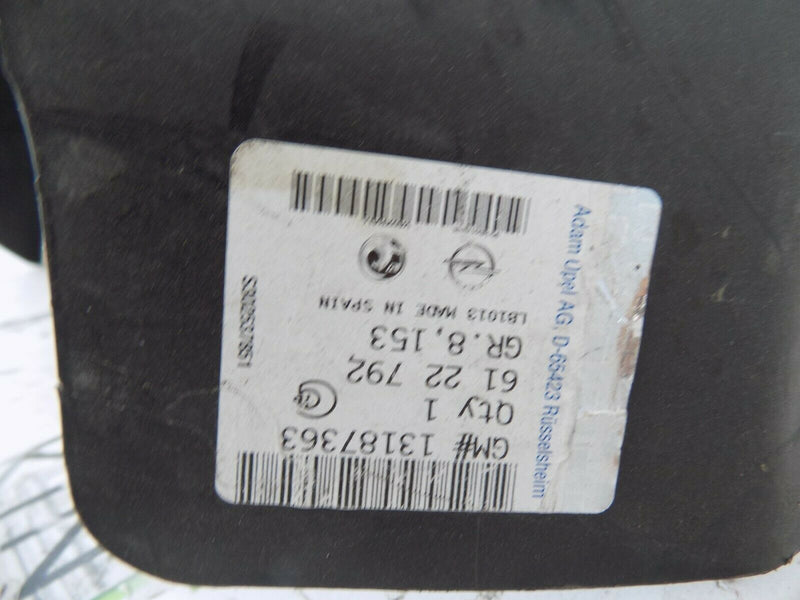 GM# 13187363
Qty 1
61 22 792
GR.8,153
LB1013 MADE IN SPAIN
Adam Opel AG, D-65423 Rüsselsheim